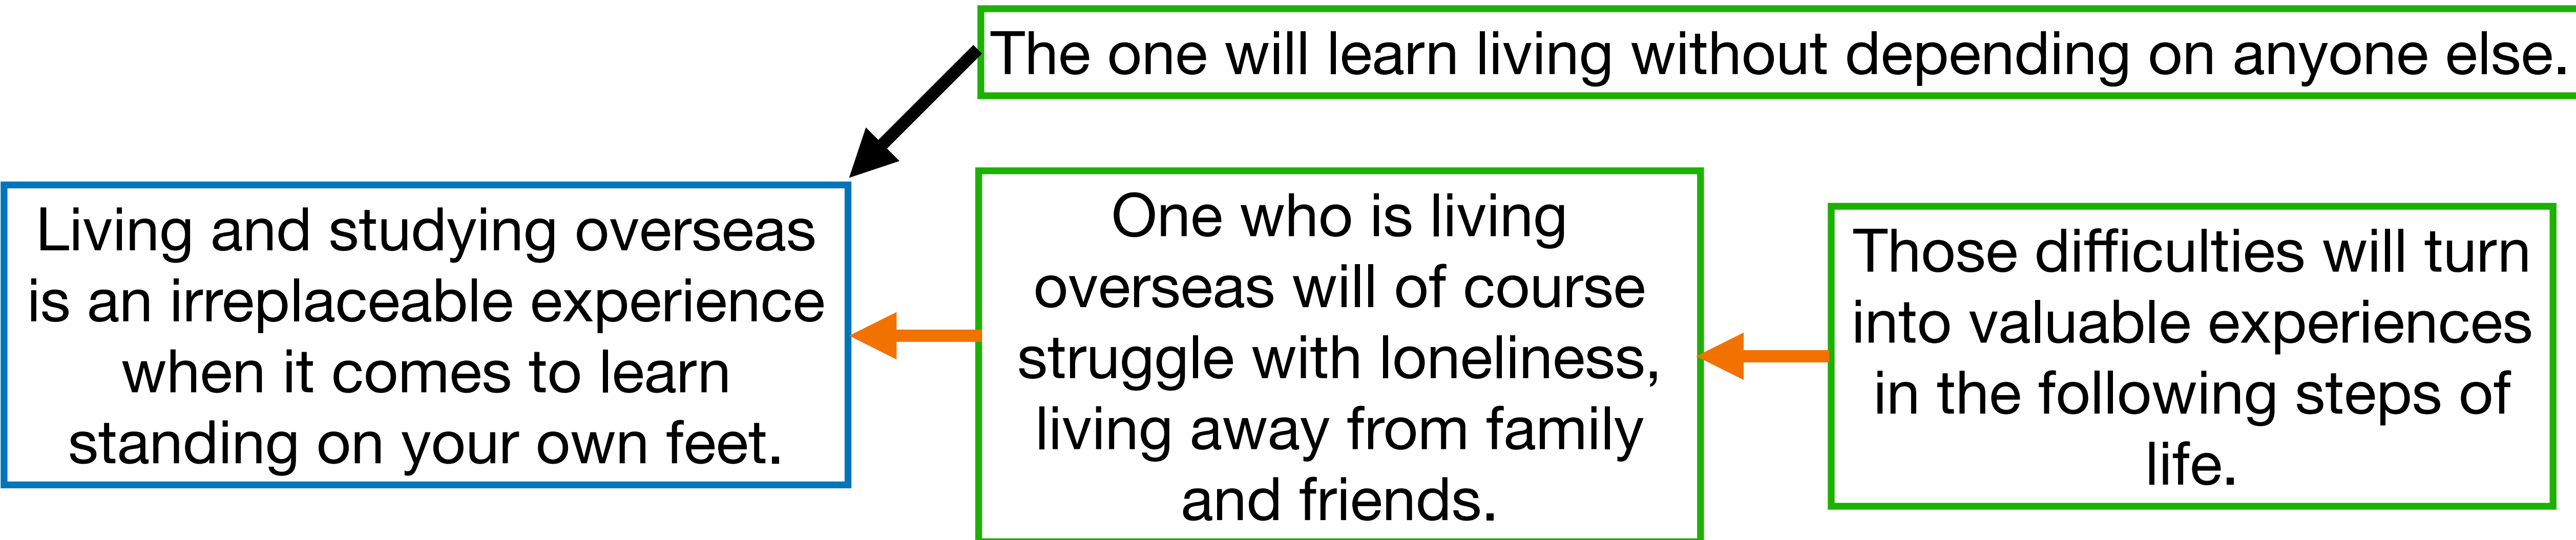 The one will learn living without depending on anyone else.
Living and studying overseas
is an irreplaceable experience
when it comes to learn
standing on your own feet.
One who is living
overseas will of course
struggle with loneliness,
living away from family
and friends.
Those difficulties will turn
into valuable experiences
in the following steps of
life.